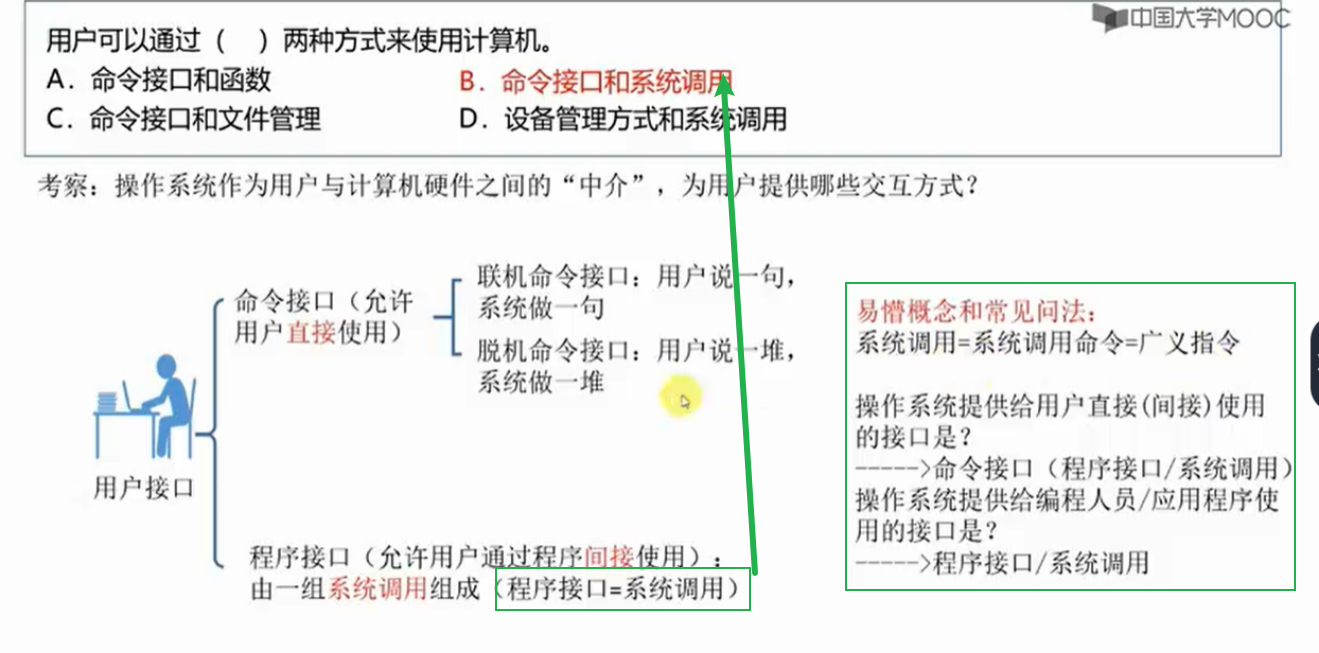 中国大学MOOC
用户可以通过（ ）两种方式来使用计算机。
A．命令接口和函数
B．命令接口和系统调用
C．命令接口和文件管理
D．设备管理方式和系统调用
考察：操作系统作为用户与计算机硬件之间的“中介”，为用户提供哪些交互方式？
命令接口（允许
用户直接使用）
联机命令接口：用户说一句，
系统做一句
脱机命令接口：用户说一堆，
系统做一堆
用户接口
程序接口（允许用户通过程序间接使用）：
由一组系统调用组成（程序接口=系统调用）
易懵概念和常见问法：
系统调用=系统调用命令=广义指令
操作系统提供给用户直接(间接)使用
的接口是？
----->命令接口（程序接口/系统调用）
操作系统提供给编程人员/应用程序使
用的接口是？
----->程序接口/系统调用